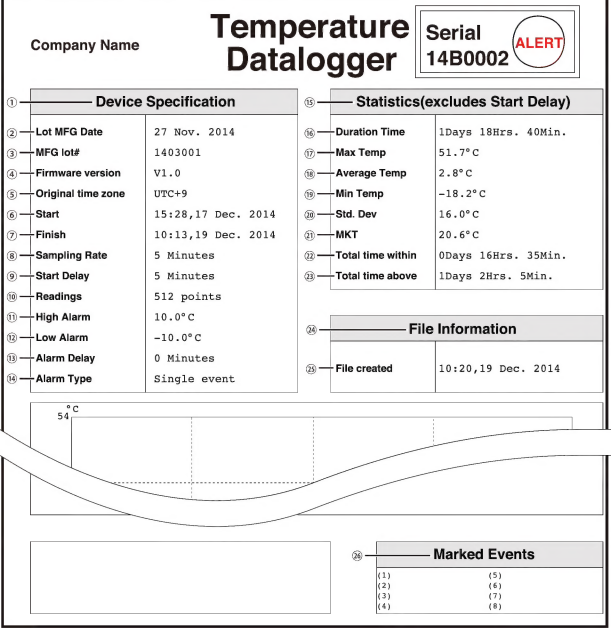 Company Name
Temperature
Datalogger
Serial
14B0002
ALERT
① Device Specification
② Lot MFG Date 27 Nov. 2014
③ MFG lot# 1403001
④ Firmware version V1.0
⑤ Original time zone UTC+9
⑥ Start 15:28,17 Dec. 2014
⑦ Finish 10:13,19 Dec. 2014
⑧ Sampling Rate 5 Minutes
⑨ Start Delay 5 Minutes
⑩ Readings 512 points
⑪ High Alarm 10.0°C
⑫ Low Alarm -10.0°C
⑬ Alarm Delay 0 Minutes
⑭ Alarm Type Single event
⑮ Statistics(excludes Start Delay)
⑯ Duration Time 1Days 18Hrs. 40Min.
⑰ Max Temp 51.7°C
⑱ Average Temp 2.8°C
⑲ Min Temp -18.2°C
⑳ Std. Dev 16.0°C
㉑ MKT 20.6°C
㉒ Total time within 0Days 16Hrs. 35Min.
㉓ Total time above 1Days 2Hrs. 5Min.
㉔ File Information
㉕ File created 10:20,19 Dec. 2014
°C
54
㉖ Marked Events
(1) (5)
(2) (6)
(3) (7)
(4) (8)